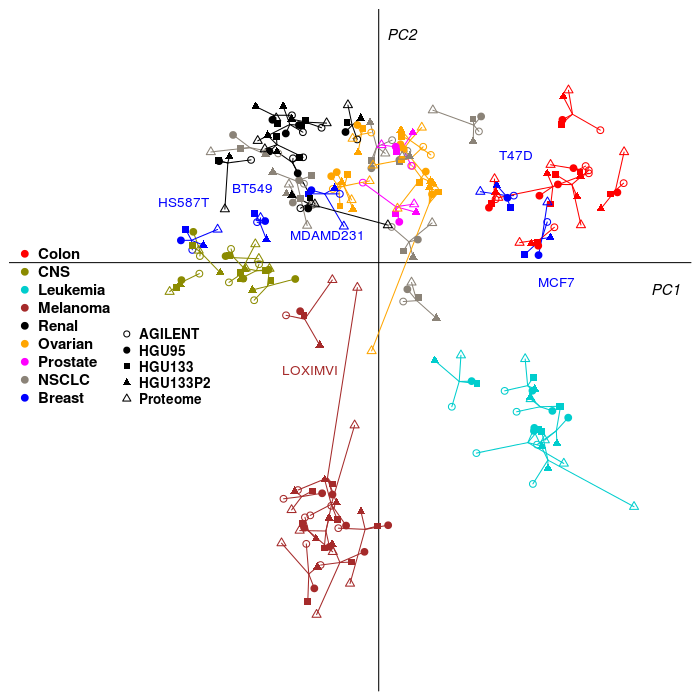 PC2
T47D
BT549
HS587T
MDAMD231
Colon
CNS
MCF7
PC1
Leukemia
Melanoma
Renal
AGILENT
Ovarian
HGU95
Prostate
HGU133
LOXIMVI
NSCLC
HGU133P2
Breast
Proteome